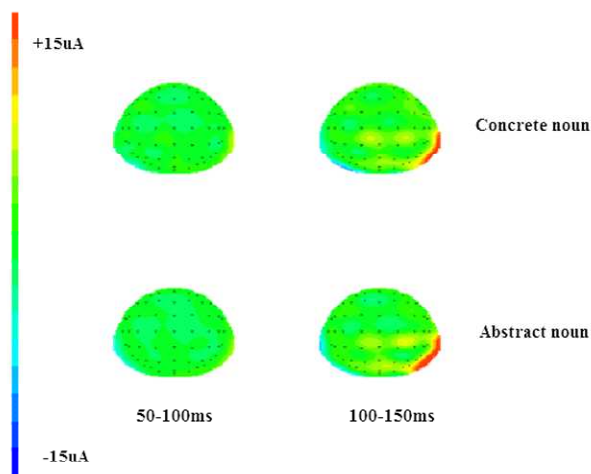 +15uA
Concrete noun
Abstract noun
50-100ms
100-150ms
-15uA